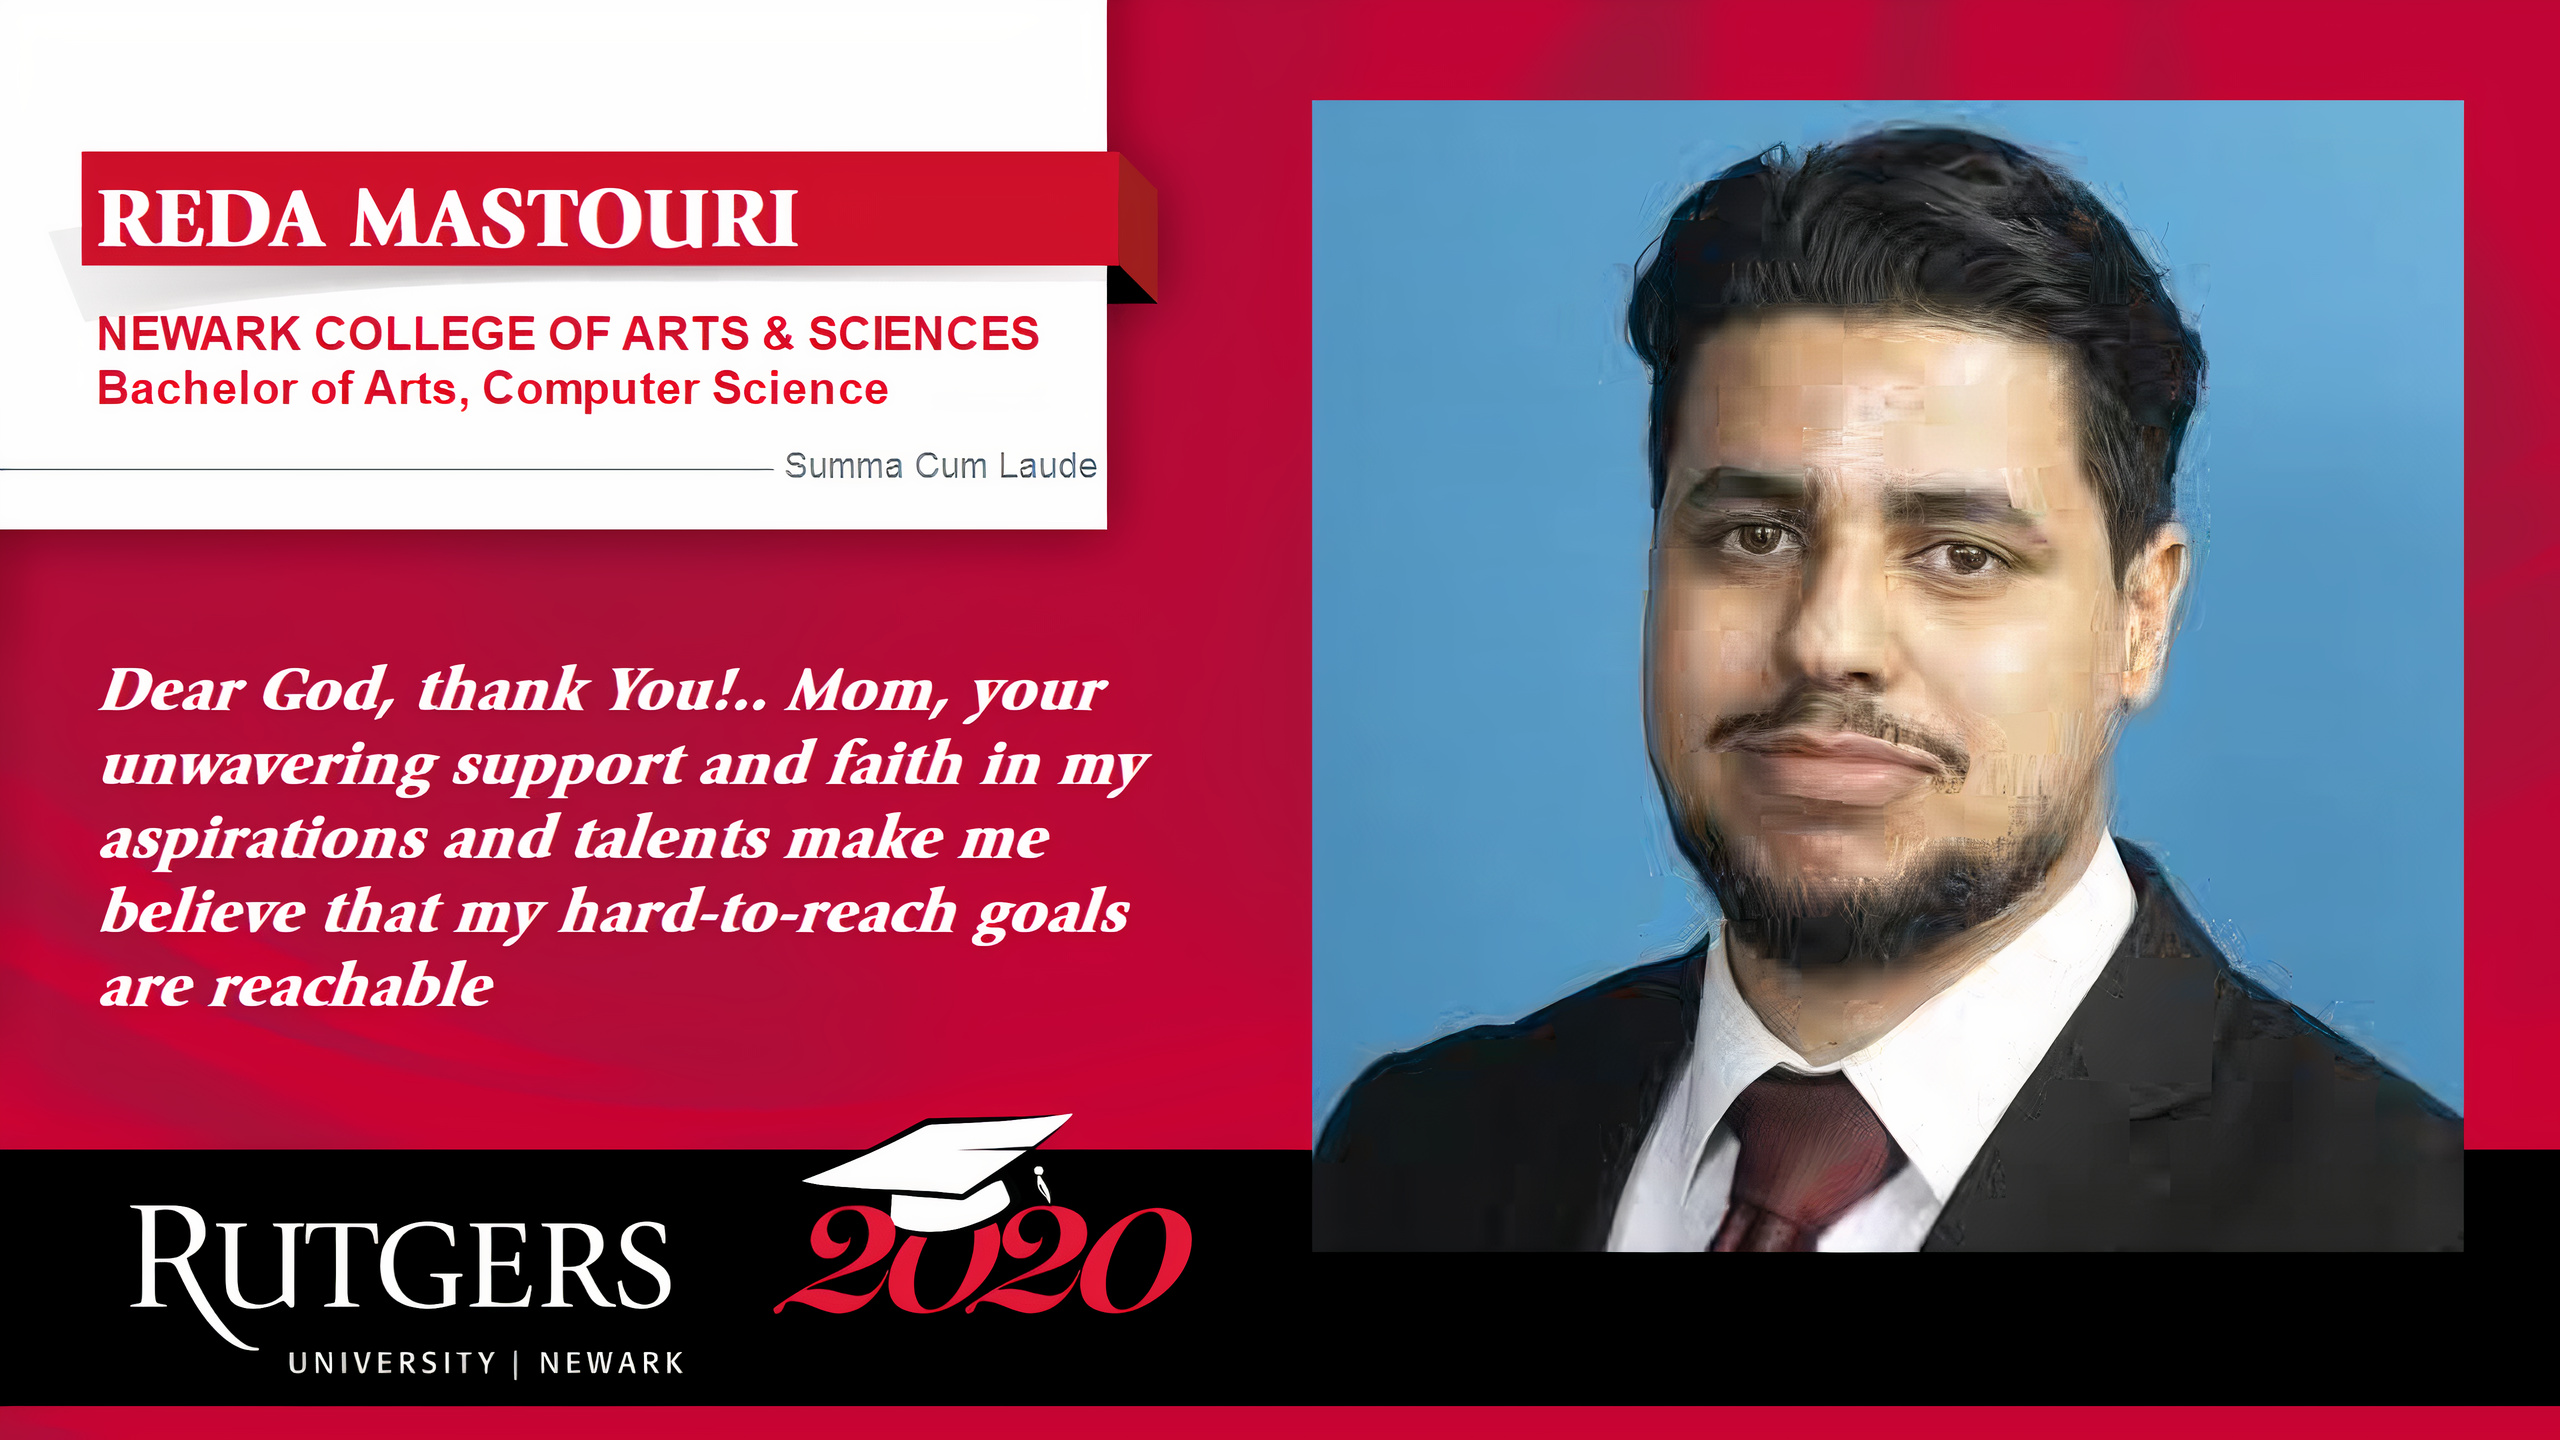 REDA MASTOURI
NEWARK COLLEGE OF ARTS & SCIENCES
Bachelor of Arts, Computer Science
Summa Cum Laude
Dear God, thank You!.. Mom, your
unwavering support and faith in my
aspirations and talents make me
believe that my hard-to-reach goals
are reachable
RUTGERS
UNIVERSITY | NEWARK
2020